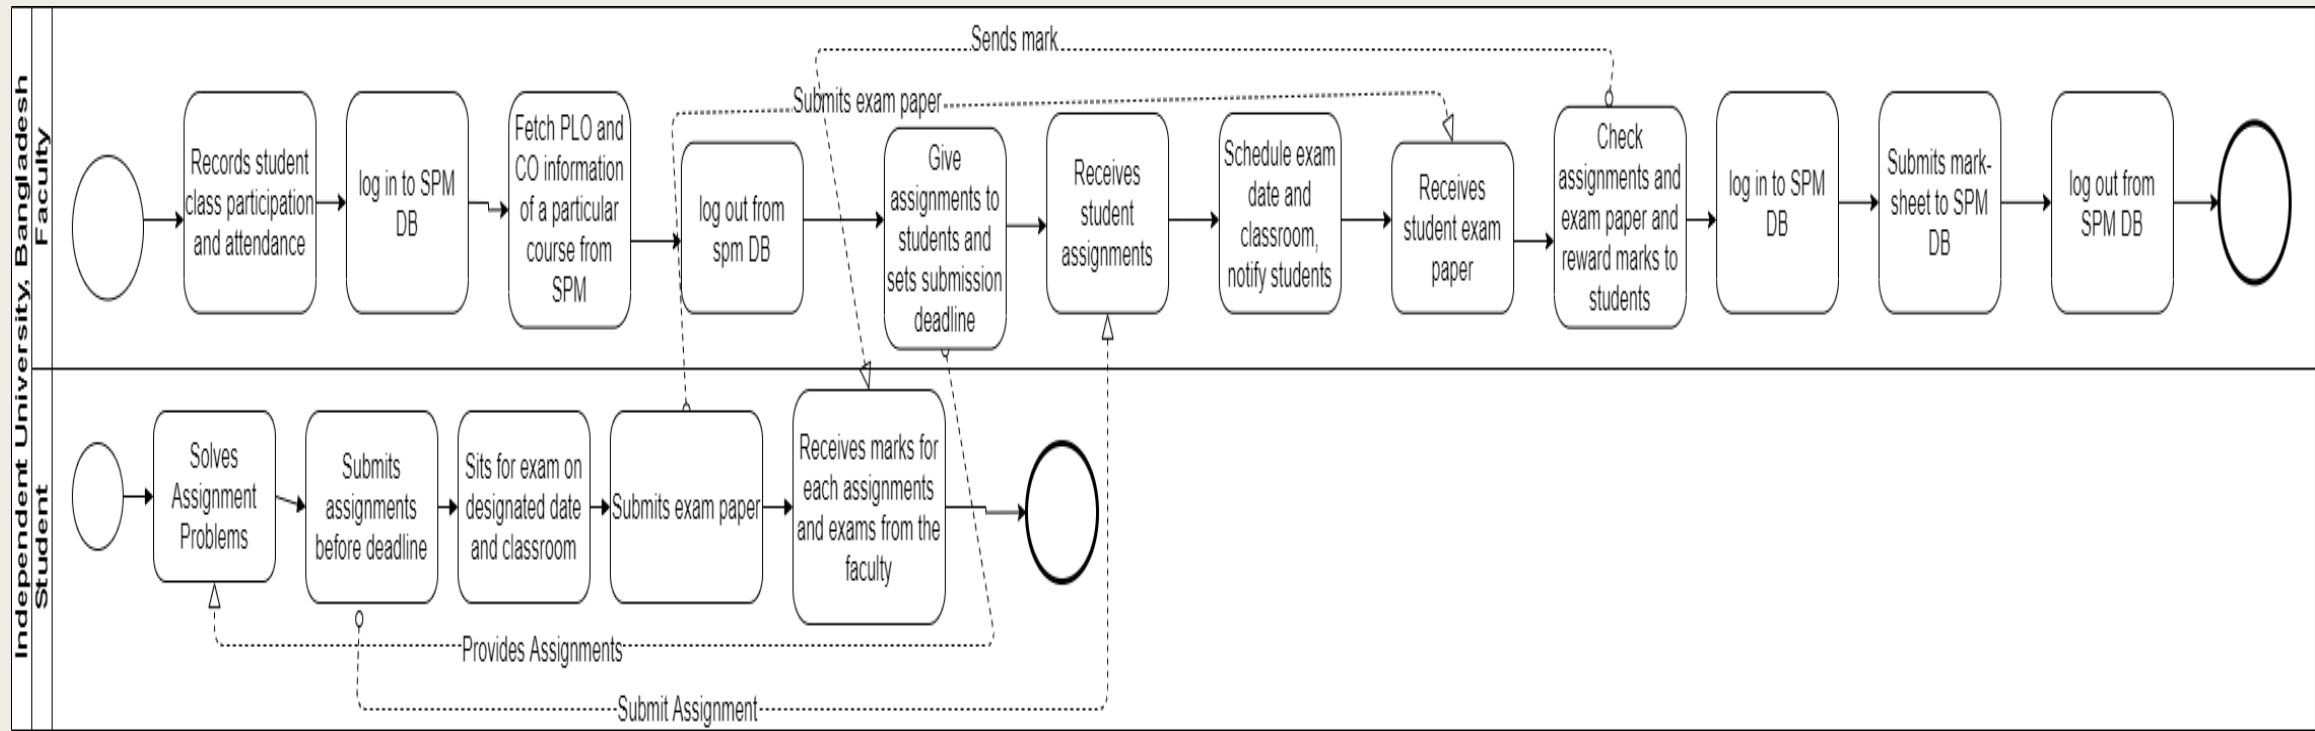 Independent University, Bangladesh
Faculty
Sends mark
Submits exam paper
Records student
class participation
and attendance
log in to SPM
DB
Fetch PLO and
CO information
of a particular
course from
SPM
log out from
spm DB
Give
assignments to
students and
sets submission
deadline
Receives
student
assignments
Schedule exam
date and
classroom,
notify students
Receives
student exam
paper
Check
assignments and
exam paper and
reward marks to
students
log in to SPM
DB
Submits mark-
sheet to SPM
DB
log out from
SPM DB
Student
Solves
Assignment
Problems
Submits
assignments
before deadline
Sits for exam on
designated date
and classroom
Submits exam paper
Receives marks for
each assignments
and exams from the
faculty
Provides Assignments
Submit Assignment